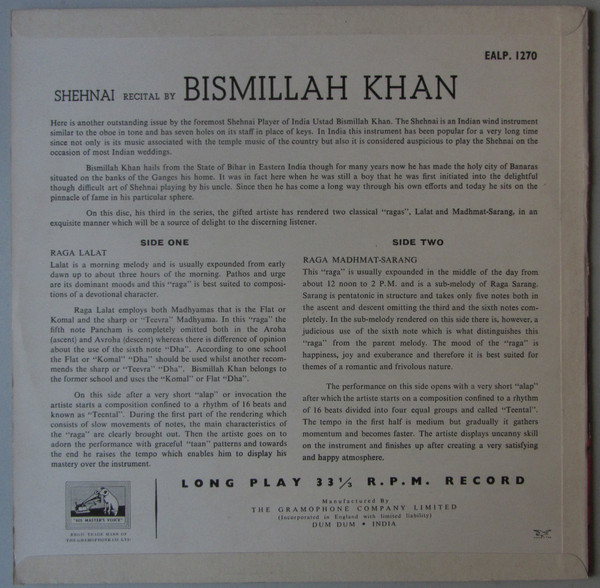 EALP. 1270
SHEHNAI RECITAL BY BISMILLAH KHAN
Here is another outstanding issue by the foremost Shehnai Player of India Ustad Bismillah Khan. The Shehnai is an Indian wind instrument
similar to the oboe in tone and has seven holes on its staff in place of keys. In India this instrument has been popular for a very long time
since not only is its music associated with the temple music of the country but also it is considered auspicious to play the Shehnai on the
occasion of most Indian weddings.
Bismillah Khan hails from the State of Bihar in Eastern India though for many years now he has made the holy city of Banaras
situated on the banks of the Ganges his home. It was in fact here when he was still a boy that he was first initiated into the delightful
though difficult art of Shehnai playing by his uncle. Since then he has come a long way through his own efforts and today he sits on the
pinnacle of fame in his particular sphere.
On this disc, his third in the series, the gifted artiste has rendered two classical "ragas", Lalat and Madhmat-Sarang, in an
exquisite manner which will be a source of delight to the discerning listener.
SIDE ONE
RAGA LALAT
Lalat is a morning melody and is usually expounded from early
dawn up to about three hours of the morning. Pathos and urge
are its dominant moods and this "raga" is best suited to composi-
tions of a devotional character.
Raga Lalat employs both Madhyamas that is the Flat or
Komal and the sharp or "Teevra" Madhyama. In this "raga" the
fifth note Pancham is completely omitted both in the Aroha
(ascent) and Avroha (descent) whereas there is difference of opinion
about the use of the sixth note "Dha". According to one school
the Flat or "Komal" "Dha" should be used whilst another recom-
mends the sharp or "Teevra" "Dha". Bismillah Khan belongs to
the former school and uses the "Komal" or Flat "Dha".
On this side after a very short "alap" or invocation the
artiste starts a composition confined to a rhythm of 16 beats and
known as "Teental". During the first part of the rendering which
consists of slow movements of notes, the main characteristics of
the "raga" are clearly brought out. Then the artiste goes on to
adorn the performance with graceful "taan" patterns and towards
the end he raises the tempo which enables him to display his
mastery over the instrument.
SIDE TWO
RAGA MADHMAT-SARANG
This "raga" is usually expounded in the middle of the day from
about 12 noon to 2 P.M. and is a sub-melody of Raga Sarang.
Sarang is pentatonic in structure and takes only five notes both in
the ascent and descent omitting the third and the sixth notes com-
pletely. In the sub-melody rendered on this side there is, however, a
judicious use of the sixth note which is what distinguishes this
"raga" from the parent melody. The mood of the "raga" is
happiness, joy and exuberance and therefore it is best suited for
themes of a romantic and frivolous nature.
The performance on this side opens with a very short "alap"
after which the artiste starts on a composition confined to a rhythm
of 16 beats divided into four equal groups and called "Teental".
The tempo in the first half is medium but gradually it gathers
momentum and becomes faster. The artiste displays uncanny skill
on the instrument and finishes up after creating a very satisfying
and happy atmosphere.
"HIS MASTER'S VOICE"
REGD. TRADE MARK OF
THE GRAMOPHONE CO. LTD.
LONG PLAY 33⅓ R.P.M. RECORD
Manufactured By
THE GRAMOPHONE COMPANY LIMITED
(Incorporated in England with limited liability)
DUM DUM • INDIA